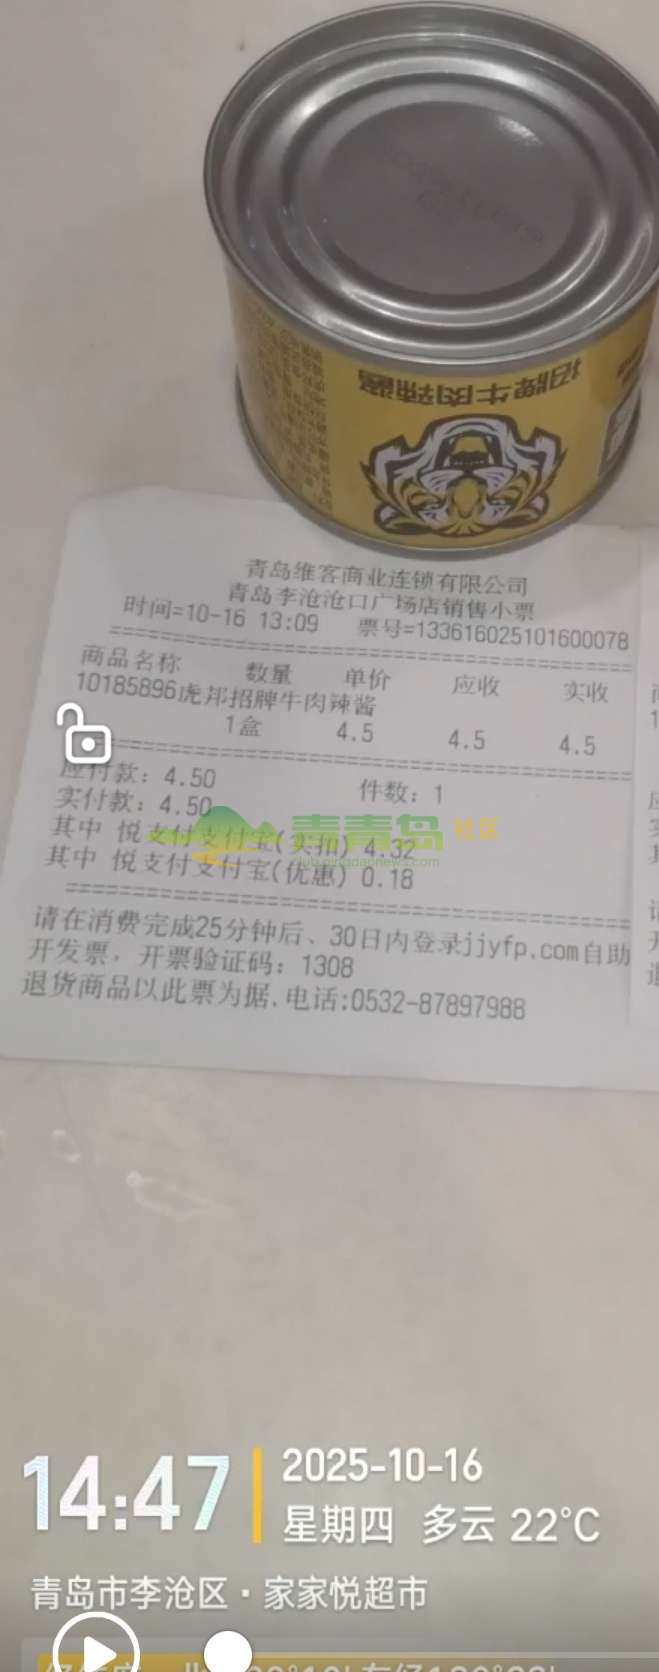 招牌牛肉辣酱
青岛维客商业连锁有限公司
青岛李沧沧口广场店销售小票
时间=10-16 13:09 票号=133616025101600078
商品名称 数量 单价 应收 实收
10185896虎邦招牌牛肉辣酱
1盒 4.5 4.5 4.5
应付款: 4.50 件数: 1
实付款: 4.50
其中 悦支付支付宝(实扣) 4.32
其中 悦支付支付宝(优惠) 0.18
青青岛 社区
club.qingdaonews.com
请在消费完成25分钟后、30日内登录jjyfp.com自助
开发票, 开票验证码: 1308
退货商品以此票为据.电话:0532-87897988
14:47
2025-10-16
星期四 多云 22°C
青岛市李沧区·家家悦超市